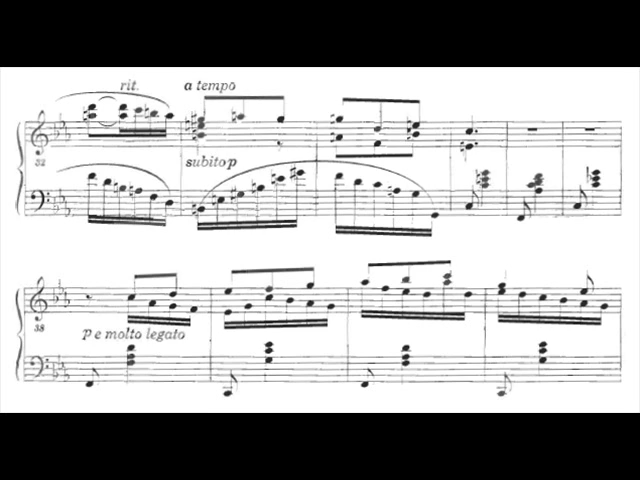 rit. a tempo
32 subito p
38 p e molto legato